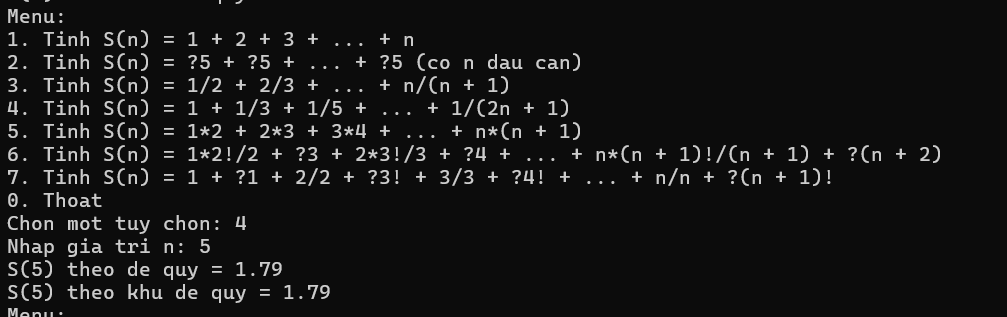 Menu:
1. Tinh S(n) = 1 + 2 + 3 + ... + n
2. Tinh S(n) = ?5 + ?5 + ... + ?5 (co n dau can)
3. Tinh S(n) = 1/2 + 2/3 + ... + n/(n + 1)
4. Tinh S(n) = 1 + 1/3 + 1/5 + ... + 1/(2n + 1)
5. Tinh S(n) = 1*2 + 2*3 + 3*4 + ... + n*(n + 1)
6. Tinh S(n) = 1*2!/2 + ?3 + 2*3!/3 + ?4 + ... + n*(n + 1)!/(n + 1) + ?(n + 2)
7. Tinh S(n) = 1 + ?1 + 2/2 + ?3! + 3/3 + ?4! + ... + n/n + ?(n + 1)!
0. Thoat
Chon mot tuy chon: 4
Nhap gia tri n: 5
S(5) theo de quy = 1.79
S(5) theo khu de quy = 1.79
Menu: